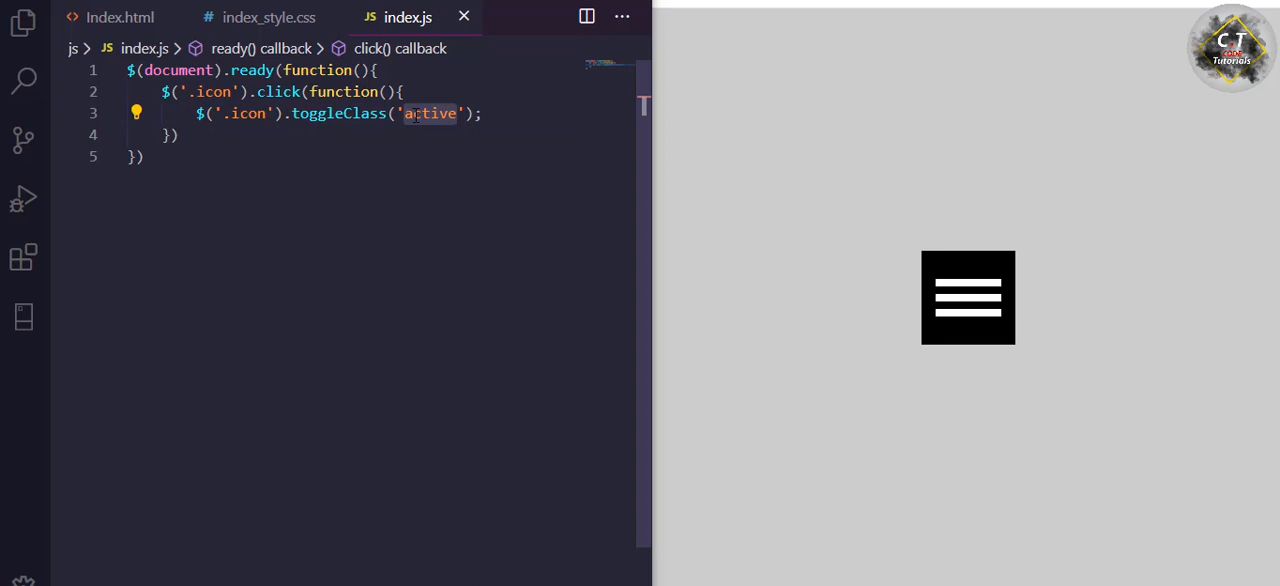 Index.html
# index_style.css
JS index.js
js > JS index.js > ready() callback > click() callback
1 $(document).ready(function(){
2 $('.icon').click(function(){
3 $('.icon').toggleClass('active');
4 })
5 })
C T
CODE
Tutorials